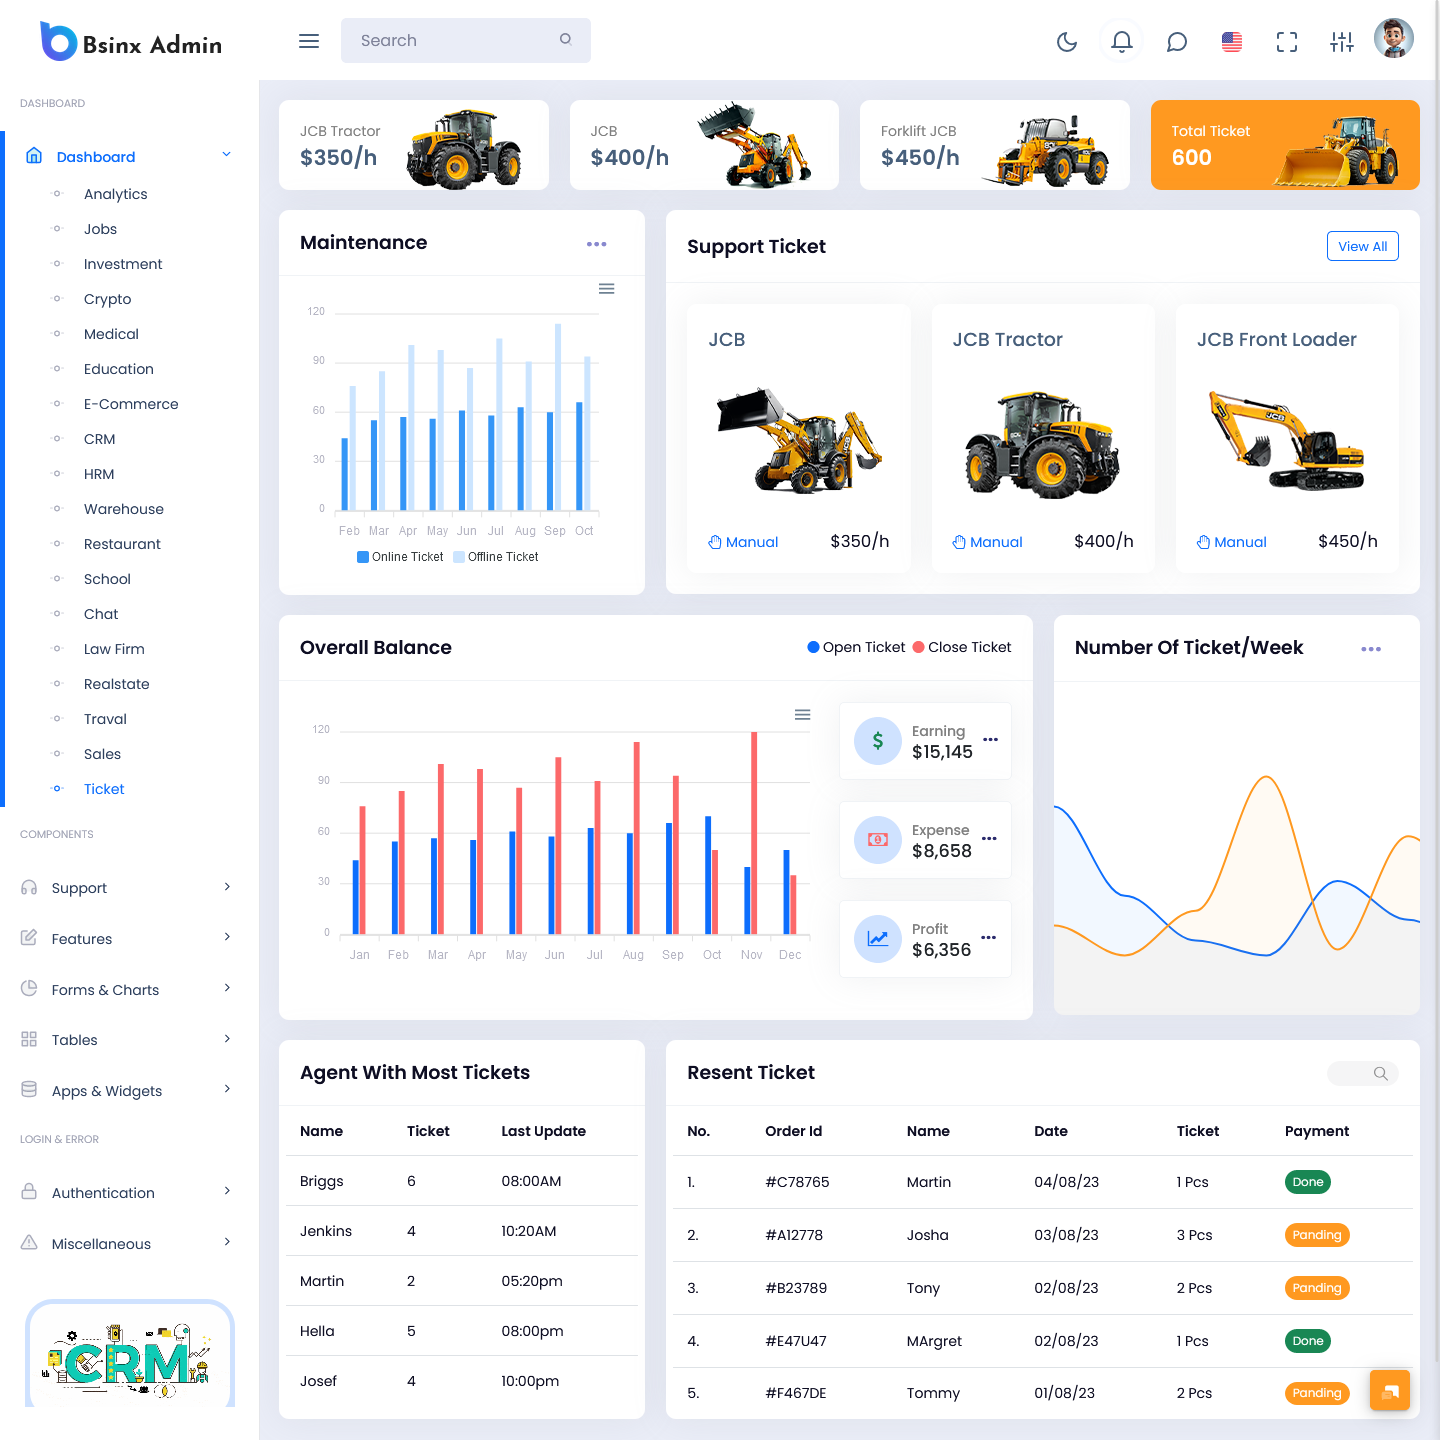 Bsinx Admin
Search
DASHBOARD
Dashboard
Analytics
Jobs
Investment
Crypto
Medical
Education
E-Commerce
CRM
HRM
Warehouse
Restaurant
School
Chat
Law Firm
Realstate
Traval
Sales
Ticket
COMPONENTS
Support
Features
Forms & Charts
Tables
Apps & Widgets
LOGIN & ERROR
Authentication
Miscellaneous
CRM
JCB Tractor
$350/h
JCB
$400/h
Forklift JCB
$450/h
Total Ticket
600
Maintenance
120
90
60
30
0
Feb Mar Apr May Jun Jul Aug Sep Oct
Online Ticket Offline Ticket
Support Ticket
View All
JCB
Manual $350/h
JCB Tractor
Manual $400/h
JCB Front Loader
JCB
Manual $450/h
Overall Balance
Open Ticket Close Ticket
120
90
60
30
0
Jan Feb Mar Apr May Jun Jul Aug Sep Oct Nov Dec
Earning
$15,145
Expense
$8,658
Profit
$6,356
Number Of Ticket/Week
Agent With Most Tickets
Name Ticket Last Update
Briggs 6 08:00AM
Jenkins 4 10:20AM
Martin 2 05:20pm
Hella 5 08:00pm
Josef 4 10:00pm
Resent Ticket
No. Order Id Name Date Ticket Payment
1. #C78765 Martin 04/08/23 1 Pcs Done
2. #A12778 Josha 03/08/23 3 Pcs Panding
3. #B23789 Tony 02/08/23 2 Pcs Panding
4. #E47U47 MArgret 02/08/23 1 Pcs Done
5. #F467DE Tommy 01/08/23 2 Pcs Panding